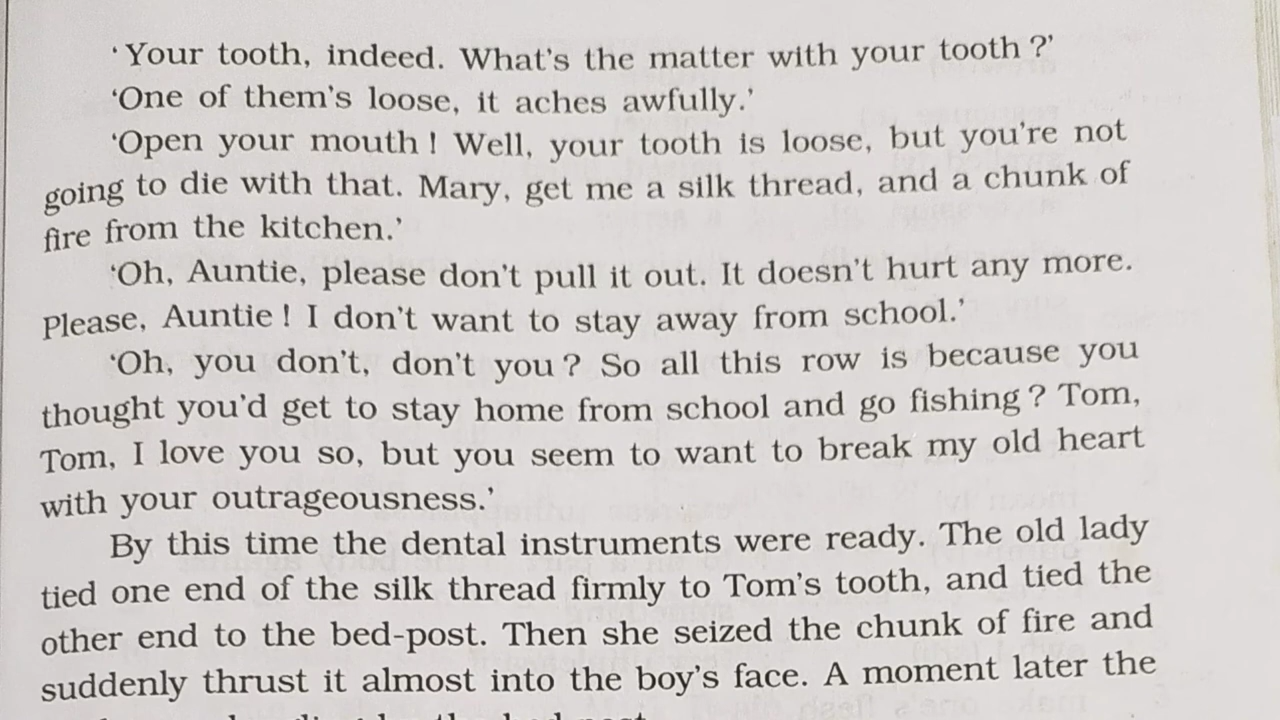 ‘Your tooth, indeed. What’s the matter with your tooth ?’
‘One of them’s loose, it aches awfully.’
‘Open your mouth ! Well, your tooth is loose, but you’re not
going to die with that. Mary, get me a silk thread, and a chunk of
fire from the kitchen.’
‘Oh, Auntie, please don’t pull it out. It doesn’t hurt any more.
Please, Auntie ! I don’t want to stay away from school.’
‘Oh, you don’t, don’t you ? So all this row is because you
thought you’d get to stay home from school and go fishing ? Tom,
Tom, I love you so, but you seem to want to break my old heart
with your outrageousness.’
By this time the dental instruments were ready. The old lady
tied one end of the silk thread firmly to Tom’s tooth, and tied the
other end to the bed-post. Then she seized the chunk of fire and
suddenly thrust it almost into the boy’s face. A moment later the